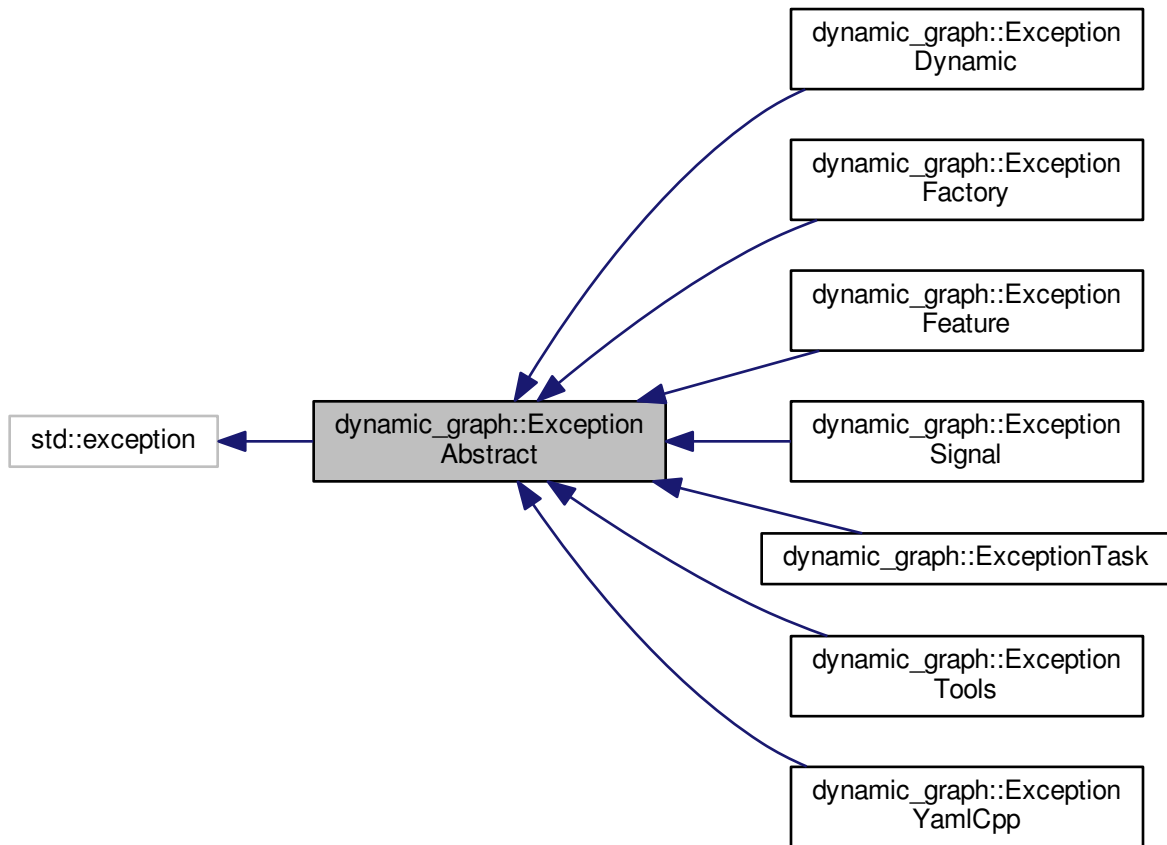 dynamic_graph::Exception
Dynamic
dynamic_graph::Exception
Factory
dynamic_graph::Exception
Feature
std::exception
dynamic_graph::Exception
Abstract
dynamic_graph::Exception
Signal
dynamic_graph::ExceptionTask
dynamic_graph::Exception
Tools
dynamic_graph::Exception
YamlCpp